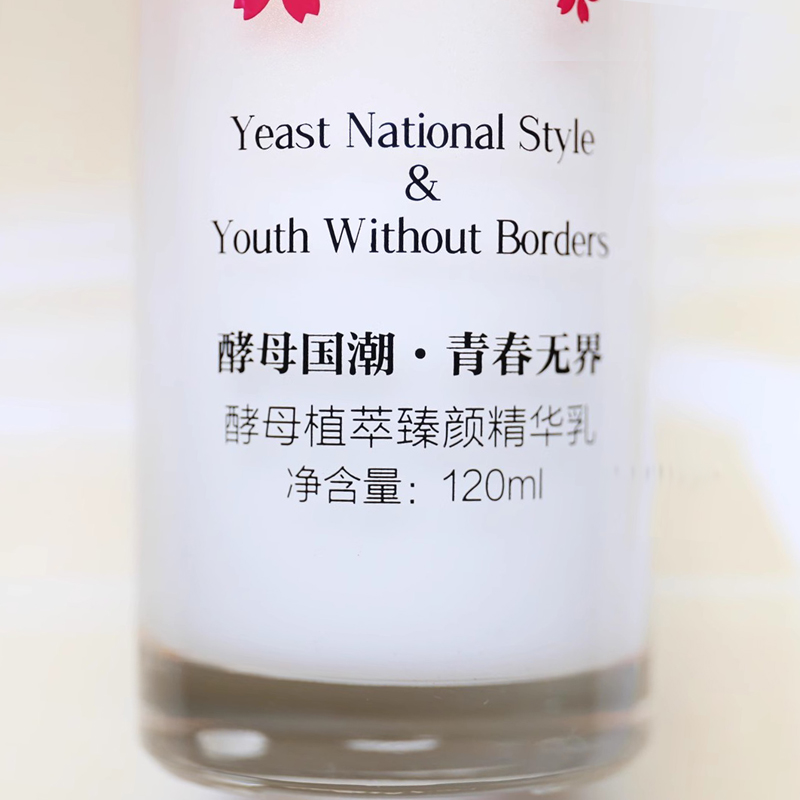 Yeast National Style
&
Youth Without Borders
酵母国潮·青春无界
酵母植萃臻颜精华乳
净含量：120ml